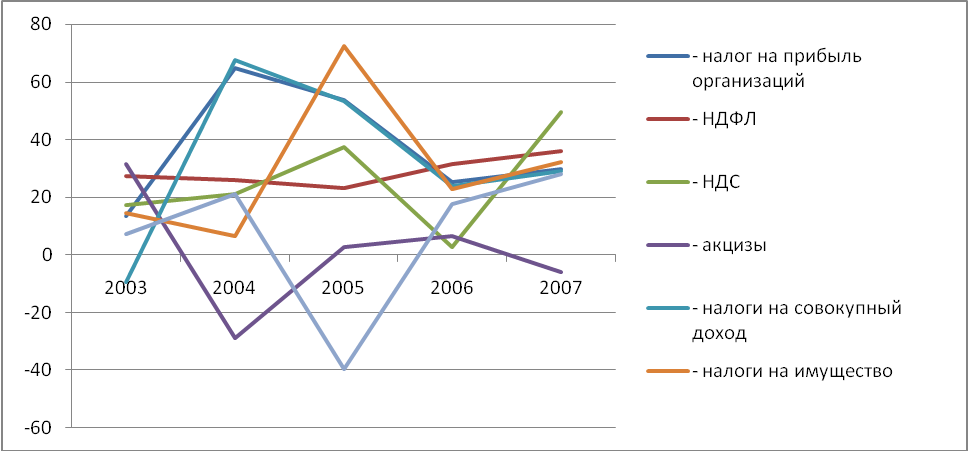 80
60
40
20
0
-20
-40
-60
2003 2004 2005 2006 2007
- налог на прибыль
организаций
- НДФЛ
- НДС
- акцизы
- налоги на совокупный
доход
- налоги на имущество